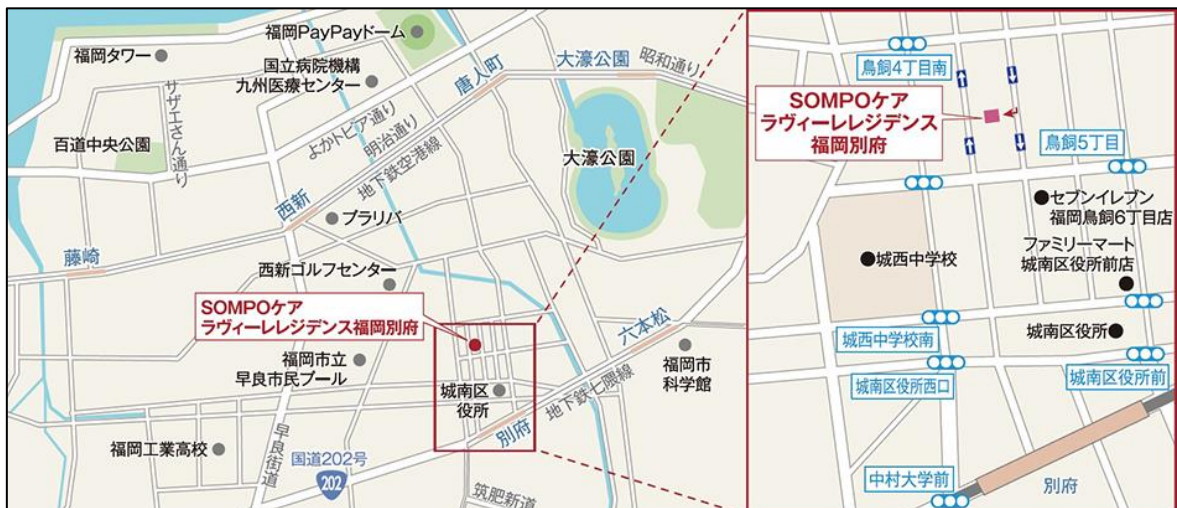 福岡PayPayドーム
福岡タワー
国立病院機構
九州医療センター
唐人町
大濠公園
昭和通り
サザエさん通り
百道中央公園
よかトピア通り
明治通り
地下鉄空港線
大濠公園
西新
プラリバ
藤崎
西新ゴルフセンター
SOMPOケア
ラヴィーレレジデンス福岡別府
六本松
福岡市立
早良市民プール
福岡市
科学館
城南区
役所
地下鉄七隈線
別府
福岡工業高校
早良街道
国道202号
202
筑肥新道
鳥飼4丁目南
SOMPOケア
ラヴィーレレジデンス
福岡別府
鳥飼5丁目
セブンイレブン
福岡鳥飼6丁目店
ファミリーマート
城南区役所前店
城西中学校
城西中学校南
城南区役所
城南区役所西口
城南区役所前
中村大学前
別府